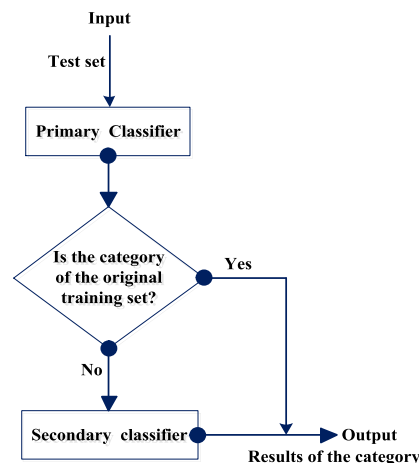 Input
Test set
Primary Classifier
Is the category
of the original
training set?
Yes
No
Secondary classifier
Output
Results of the category